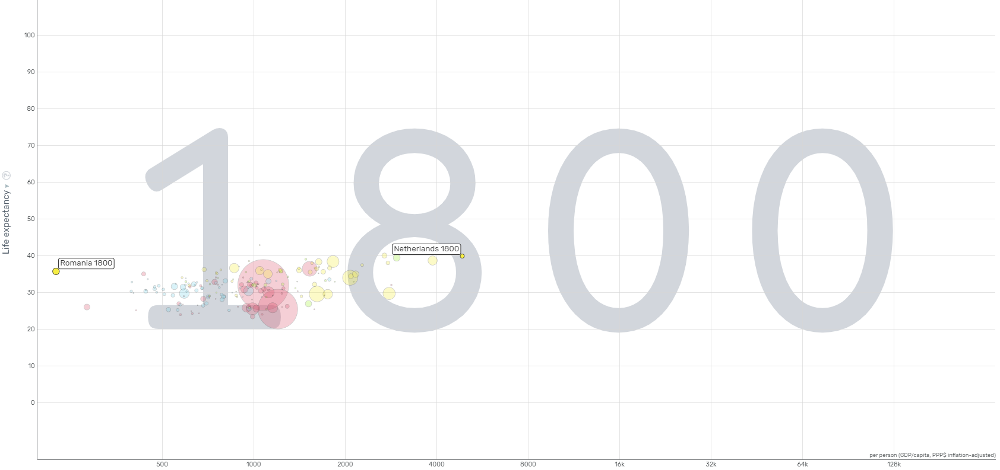 100
90
80
70
60
50
40
30
20
10
0
Life expectancy ▼ ?
1800
Romania 1800
Netherlands 1800
per person (GDP/capita, PPP$ inflation-adjusted)
500 1000 2000 4000 8000 16k 32k 64k 128k